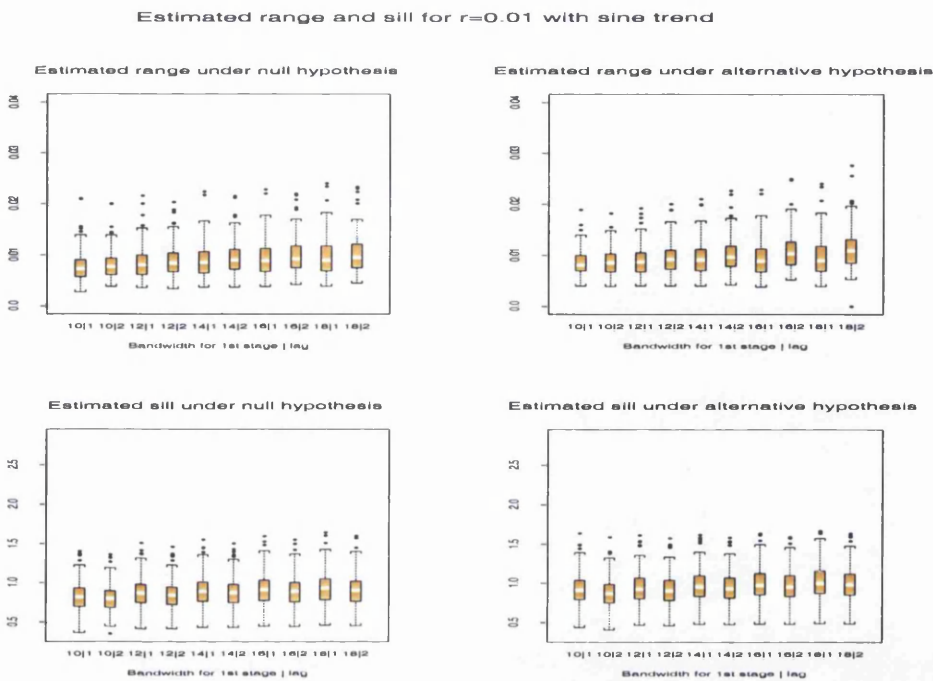 Estimated range and sill for r=0.01 with sine trend
Estimated range under null hypothesis
0.04
0.03
0.02
0.01
0.0
10|1 10|2 12|1 12|2 14|1 14|2 16|1 16|2 18|1 18|2
Bandwidth for 1st stage | lag
Estimated range under alternative hypothesis
0.04
0.03
0.02
0.01
0.0
10|1 10|2 12|1 12|2 14|1 14|2 16|1 16|2 18|1 18|2
Bandwidth for 1st stage | lag
Estimated sill under null hypothesis
2.5
2.0
1.5
1.0
0.5
10|1 10|2 12|1 12|2 14|1 14|2 16|1 16|2 18|1 18|2
Bandwidth for 1st stage | lag
Estimated sill under alternative hypothesis
2.5
2.0
1.5
1.0
0.5
10|1 10|2 12|1 12|2 14|1 14|2 16|1 16|2 18|1 18|2
Bandwidth for 1st stage | lag